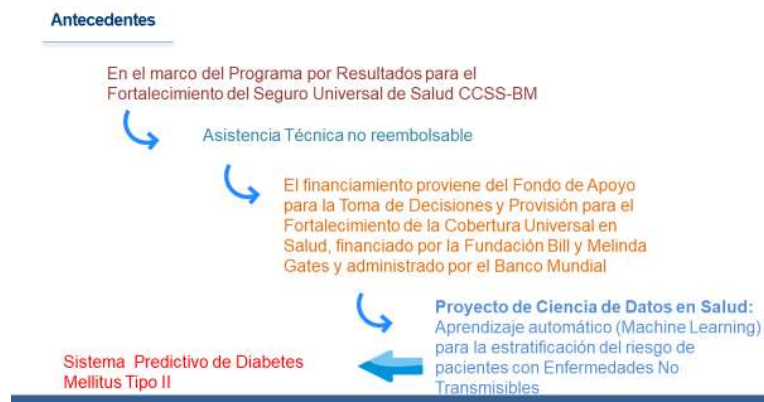 Antecedentes
En el marco del Programa por Resultados para el
Fortalecimiento del Seguro Universal de Salud CCSS-BM
Asistencia Técnica no reembolsable
El financiamiento proviene del Fondo de Apoyo
para la Toma de Decisiones y Provisión para el
Fortalecimiento de la Cobertura Universal en
Salud, financiado por la Fundación Bill y Melinda
Gates y administrado por el Banco Mundial
Proyecto de Ciencia de Datos en Salud:
Aprendizaje automático (Machine Learning)
para la estratificación del riesgo de
pacientes con Enfermedades No
Transmisibles
Sistema Predictivo de Diabetes
Mellitus Tipo II